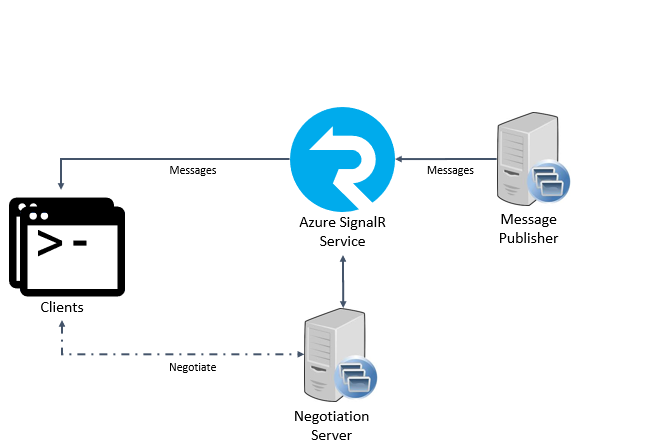 Messages
Messages
Azure SignalR
Service
Message
Publisher
>-
Clients
Negotiate
Negotiation
Server